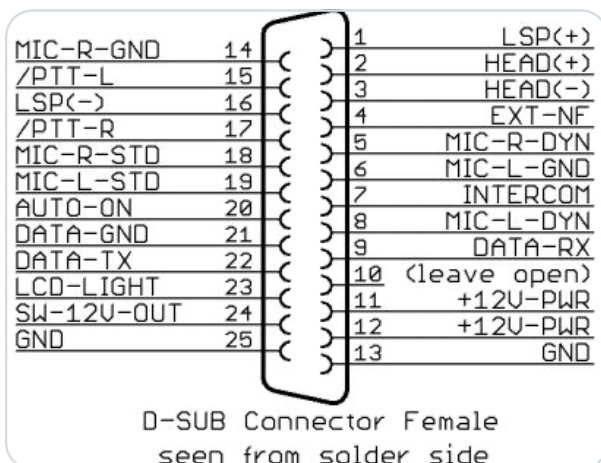 MIC-R-GND 14
/PTT-L 15
LSP(-) 16
/PTT-R 17
MIC-R-STD 18
MIC-L-STD 19
AUTO-ON 20
DATA-GND 21
DATA-TX 22
LCD-LIGHT 23
SW-12V-OUT 24
GND 25
1 LSP(+)
2 HEAD(+)
3 HEAD(-)
4 EXT-NF
5 MIC-R-DYN
6 MIC-L-GND
7 INTERCOM
8 MIC-L-DYN
9 DATA-RX
10 (leave open)
11 +12V-PWR
12 +12V-PWR
13 GND
D-SUB Connector Female
seen from solder side